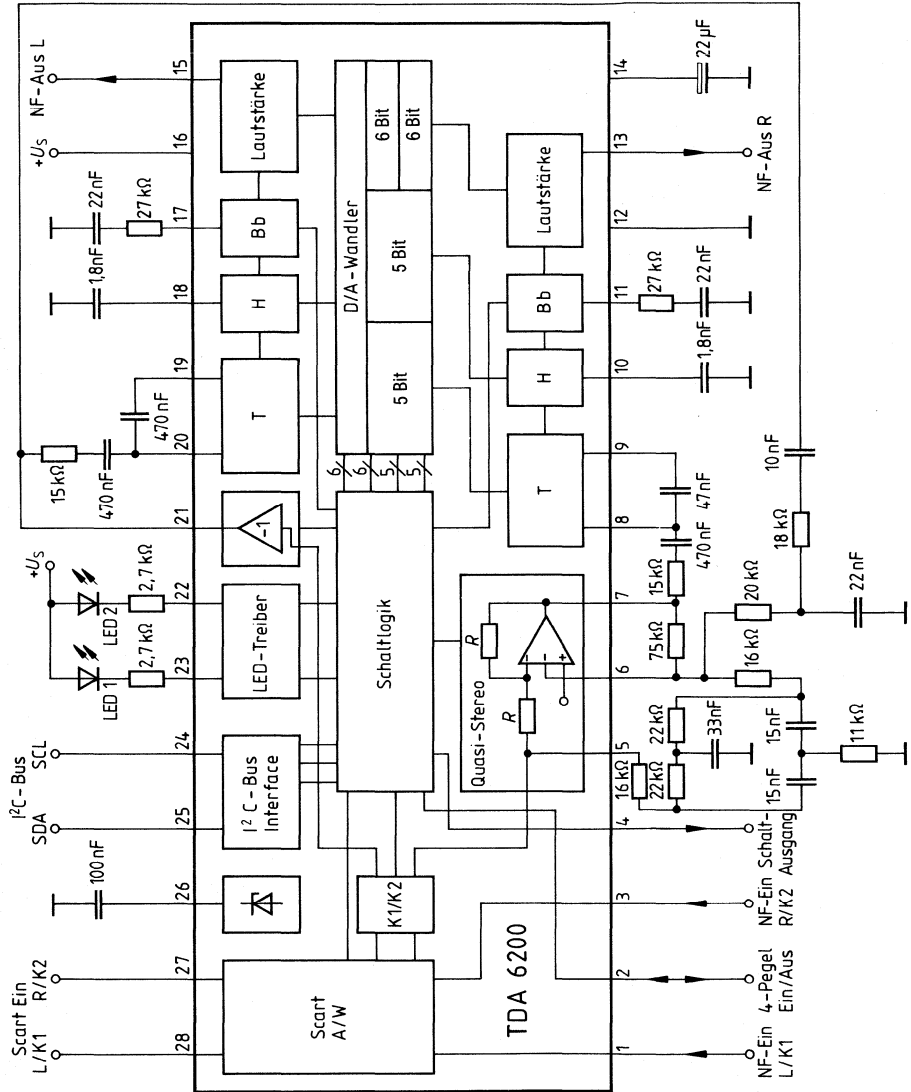 Scart Ein
L/K1
R/K2
I²C-Bus
SDA
SCL
+Us
+Us
NF-Aus L
100nF
LED 1
LED 2
2,7kΩ
2,7kΩ
15kΩ
470nF
470nF
1,8nF
22nF
27kΩ
28
27
26
25
24
23
22
21
20
19
18
17
16
15
Scart
A/W
K1/K2
I²C-Bus
Interface
LED-Treiber
-1
T
H
Bb
Lautstärke
Schaltlogik
6
6
5
5
D/A-Wandler
5 Bit
5 Bit
6 Bit
6 Bit
Quasi-Stereo
R
R
T
H
Bb
Lautstärke
TDA 6200
1
2
3
4
5
6
7
8
9
10
11
12
13
14
NF-Ein
L/K1
4-Pegel
Ein/Aus
NF-Ein
R/K2
Schalt-
Ausgang
16kΩ
22kΩ
22kΩ
33nF
15nF
15nF
11kΩ
75kΩ
15kΩ
470nF
47nF
16kΩ
20kΩ
18kΩ
10nF
22nF
1,8nF
27kΩ
22nF
NF-Aus R
22µF